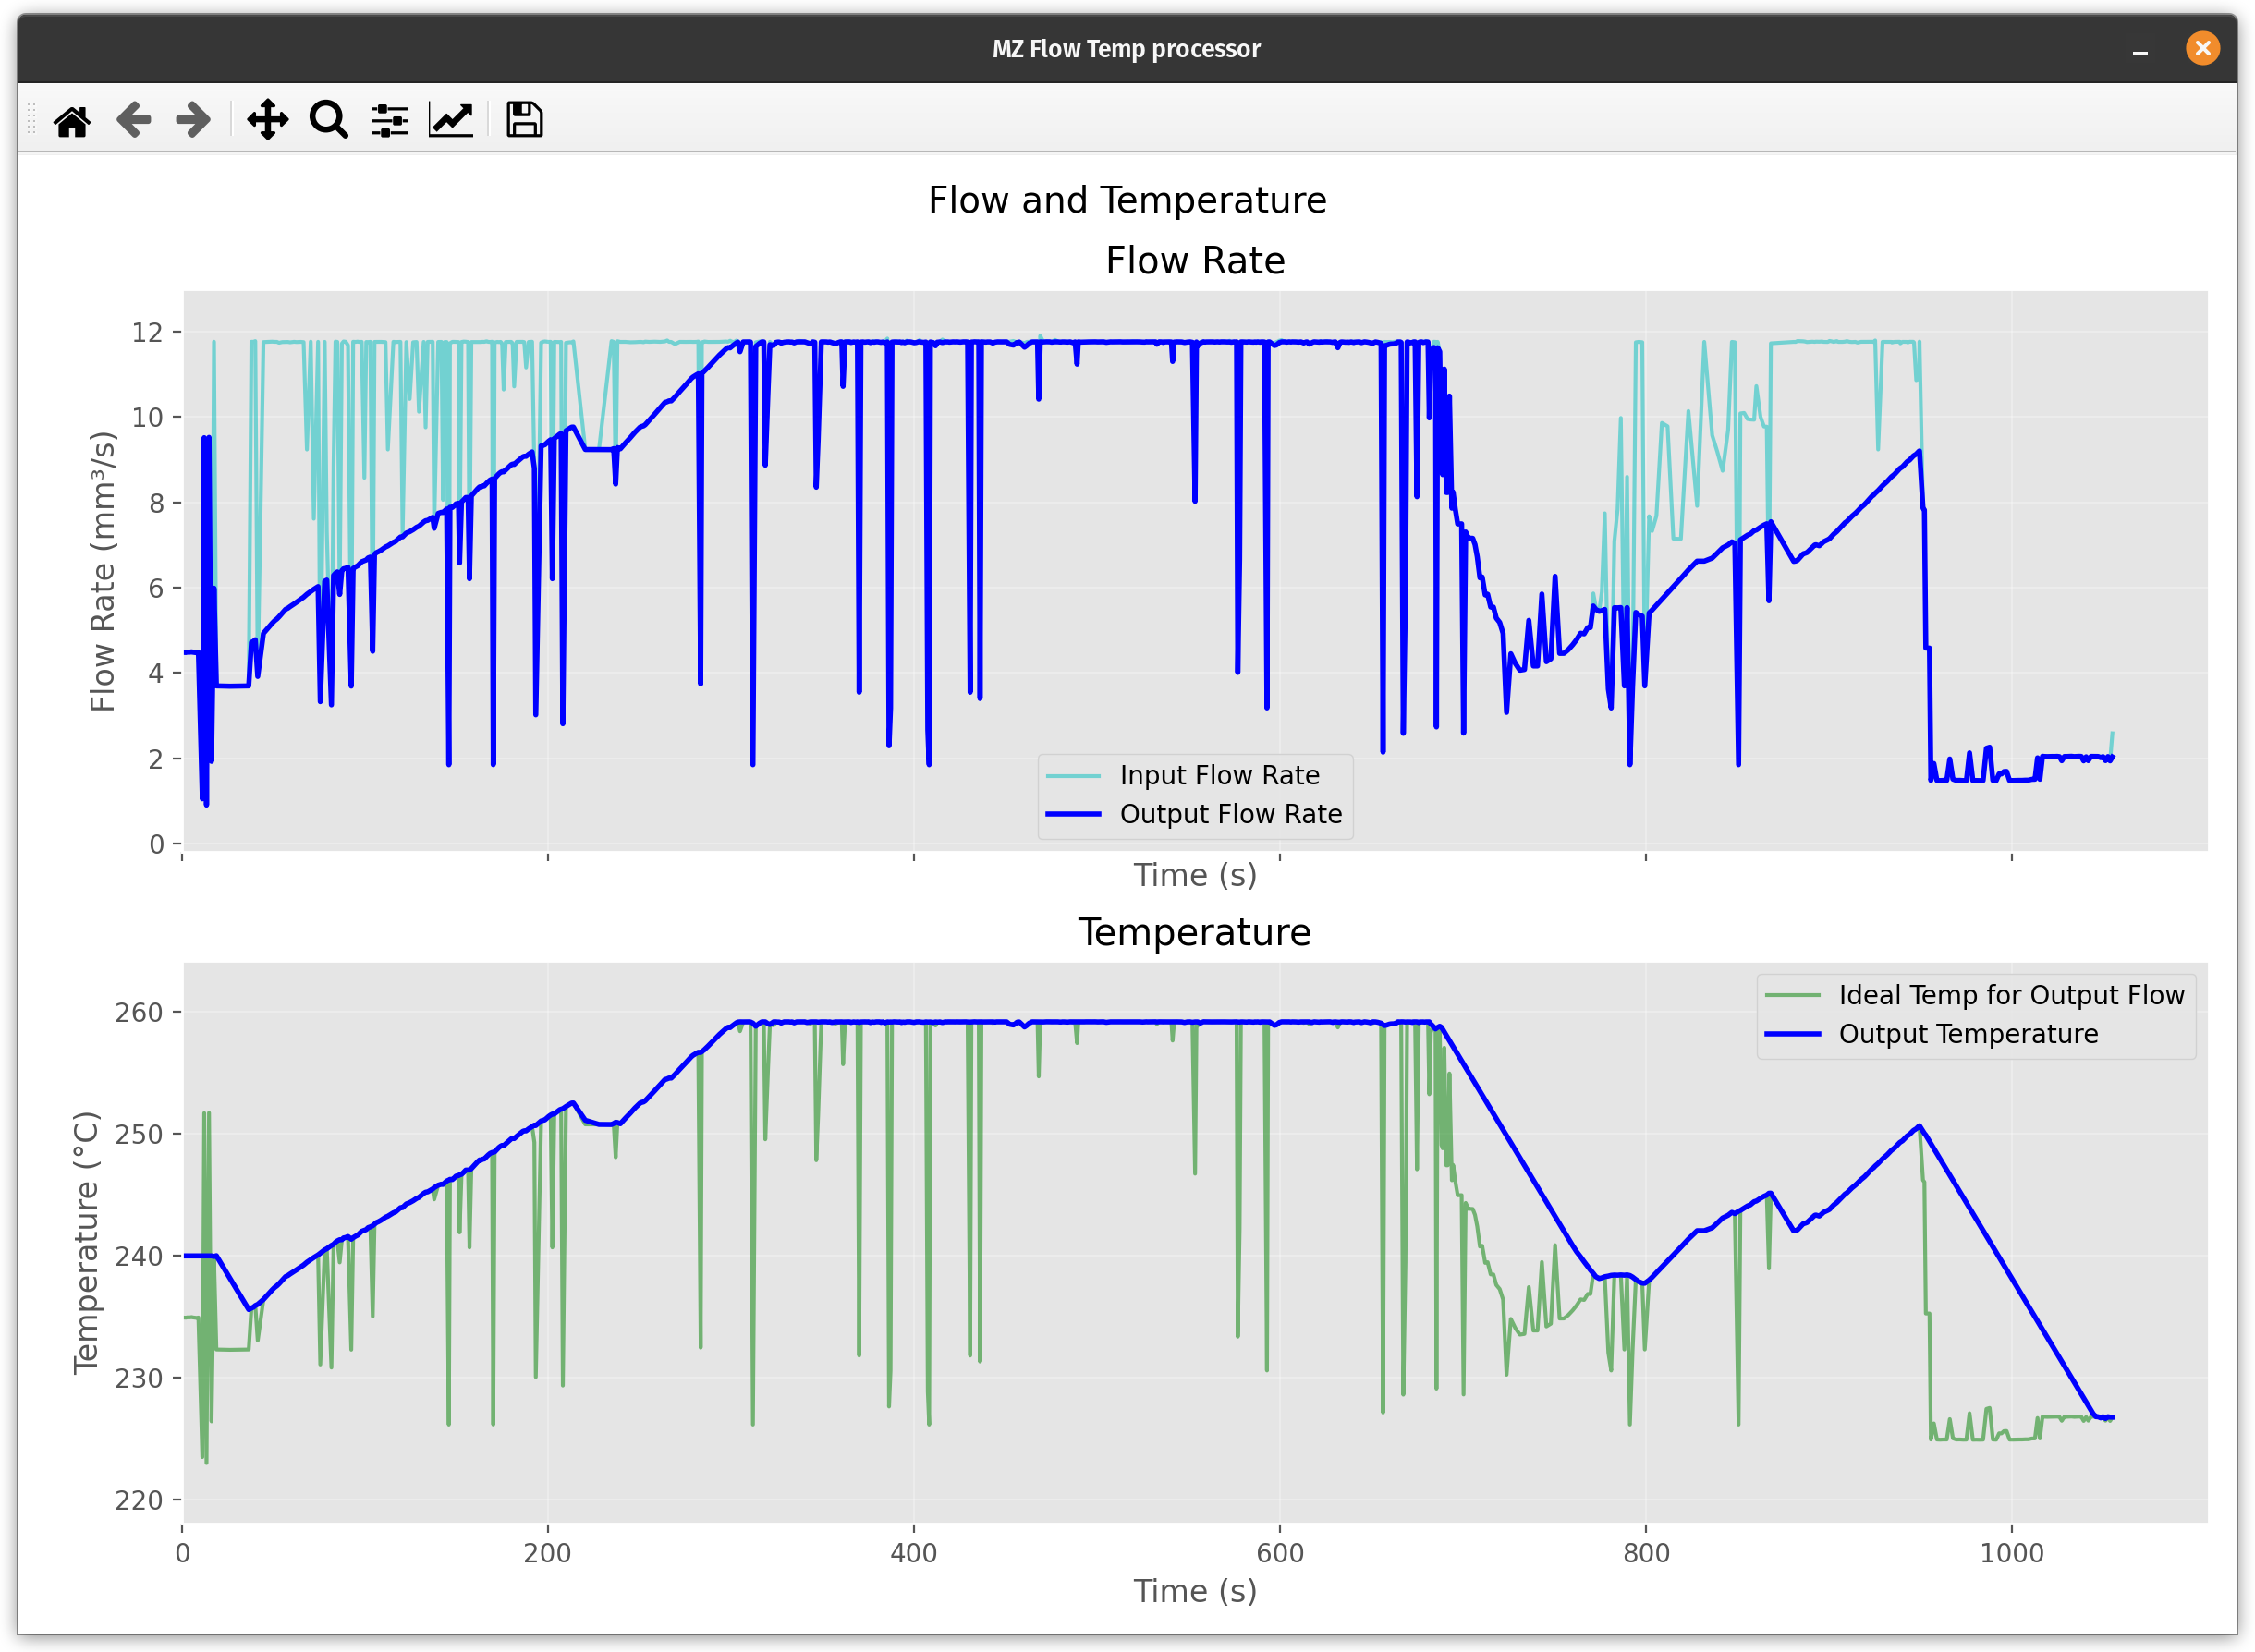 MZ Flow Temp processor
Flow and Temperature
Flow Rate
Flow Rate (mm³/s)
12
10
8
6
4
2
0
Input Flow Rate
Output Flow Rate
Time (s)
Temperature
Temperature (°C)
260
250
240
230
220
Ideal Temp for Output Flow
Output Temperature
0 200 400 600 800 1000
Time (s)